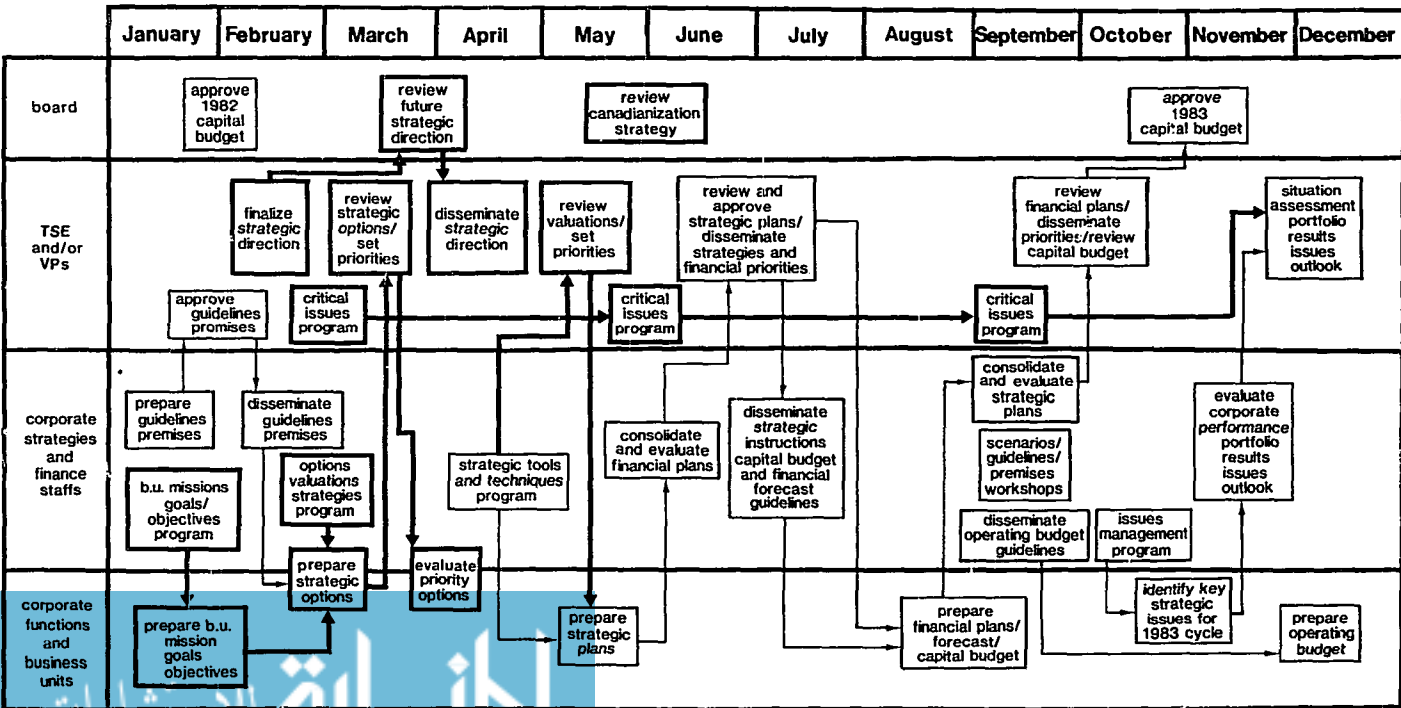 January
February
March
April
May
June
July
August
September
October
November
December
board
approve
1982
capital
budget
review
future
strategic
direction
review
canadianization
strategy
approve
1983
capital budget
TSE
and/or
VPs
finalize
strategic
direction
review
strategic
options/
set
priorities
disseminate
strategic
direction
review
valuations/
set
priorities
review and
approve
strategic plans/
disseminate
strategies and
financial priorities
review
financial plans/
disseminate
priorities/review
capital budget
situation
assessment
portfolio
results
issues
outlook
approve
guidelines
promises
critical
issues
program
critical
issues
program
critical
issues
program
corporate
strategies
and
finance
staffs
prepare
guidelines
premises
disseminate
guidelines
premises
b.u. missions
goals/
objectives
program
options
valuations
strategies
program
strategic tools
and techniques
program
consolidate
and evaluate
financial plans
disseminate
strategic
instructions
capital budget
and financial
forecast
guidelines
consolidate
and evaluate
strategic
plans
scenarios/
guidelines/
premises
workshops
disseminate
operating budget
guidelines
issues
management
program
evaluate
corporate
performance
portfolio
results
issues
outlook
prepare
strategic
options
evaluate
priority
options
corporate
functions
and
business
units
prepare b.u.
mission
goals
objectives
prepare
strategic
plans
prepare
financial plans/
forecast/
capital budget
identify key
strategic
issues for
1983 cycle
prepare
operating
budget